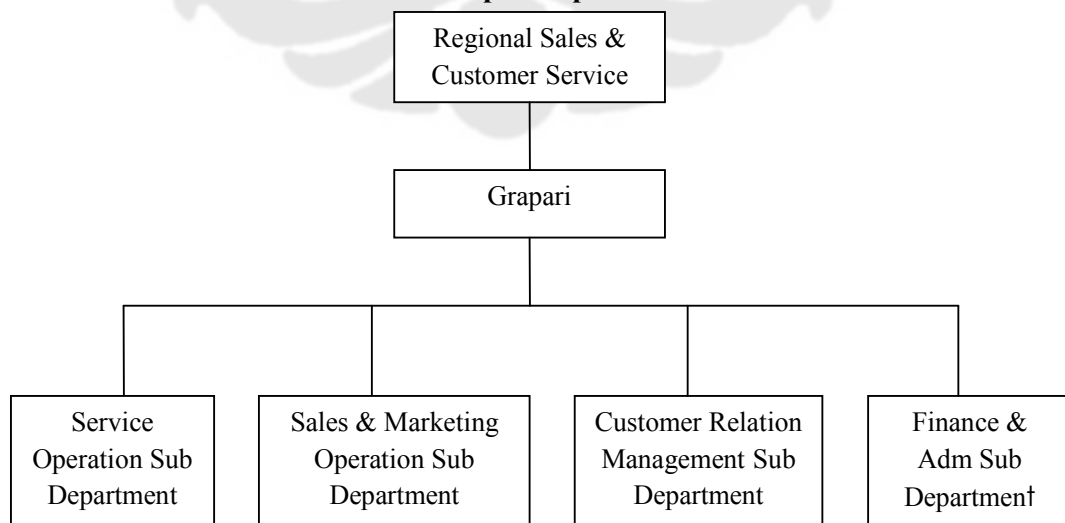 Regional Sales &
Customer Service
Grapari
Service
Operation Sub
Department
Sales & Marketing
Operation Sub
Department
Customer Relation
Management Sub
Department
Finance &
Adm Sub
Department†